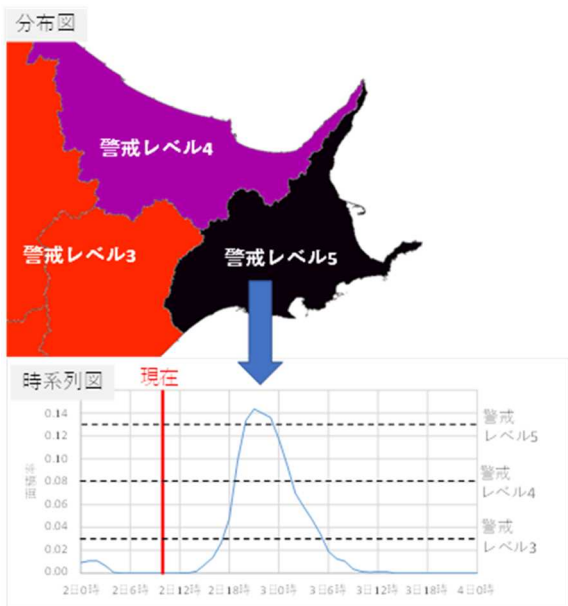 分布図
警戒レベル4
警戒レベル3
警戒レベル5
時系列図
現在
0.14
0.12
0.10
0.08
0.06
0.04
0.02
0.00
面積率
警戒
レベル5
警戒
レベル4
警戒
レベル3
2日0時 2日6時 2日12時 2日18時 3日0時 3日6時 3日12時 3日18時 4日0時